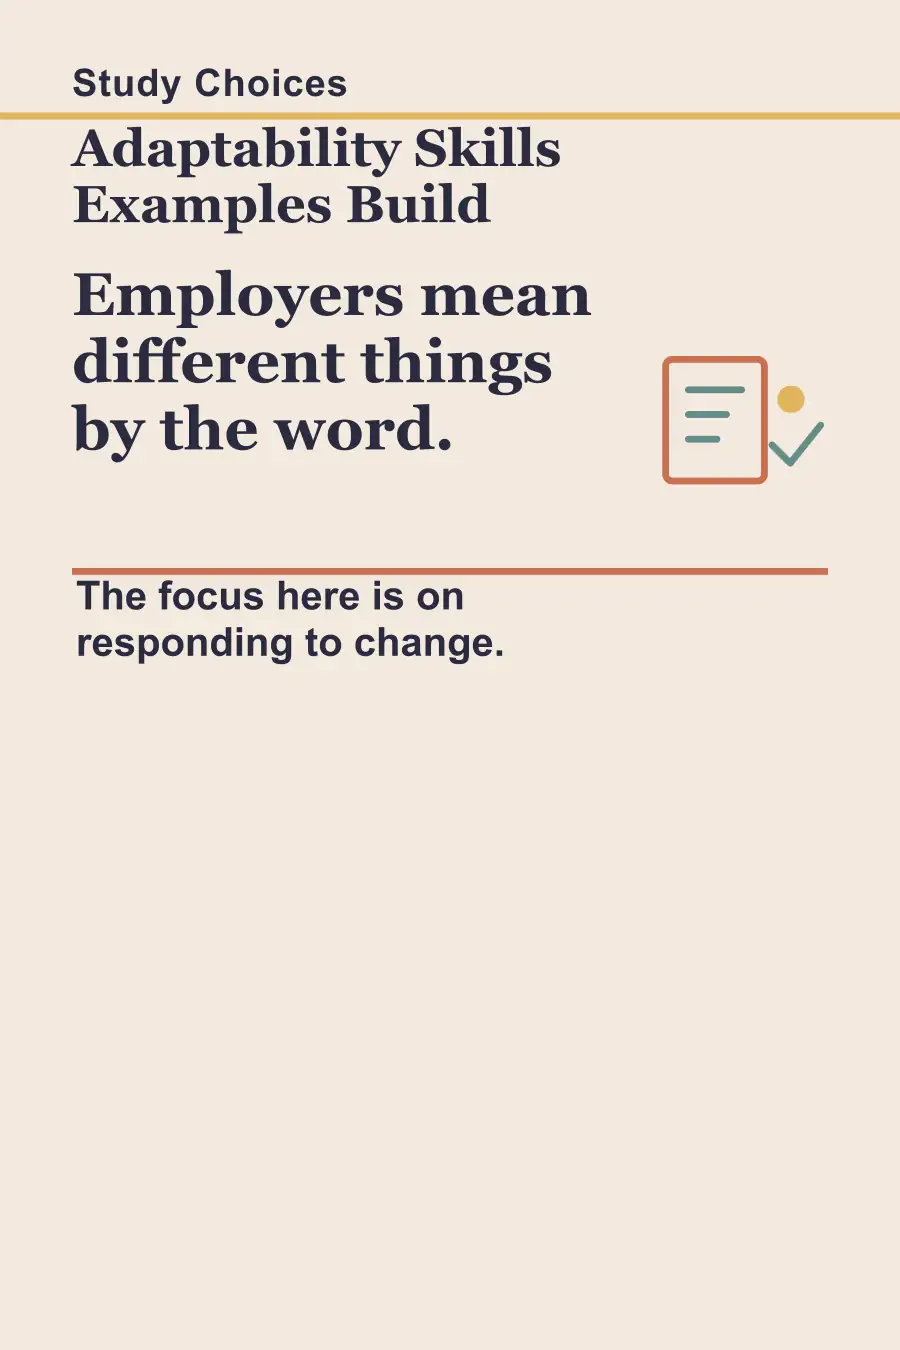 Study Choices
Adaptability Skills
Examples Build
Employers mean
different things
by the word.
The focus here is on
responding to change.